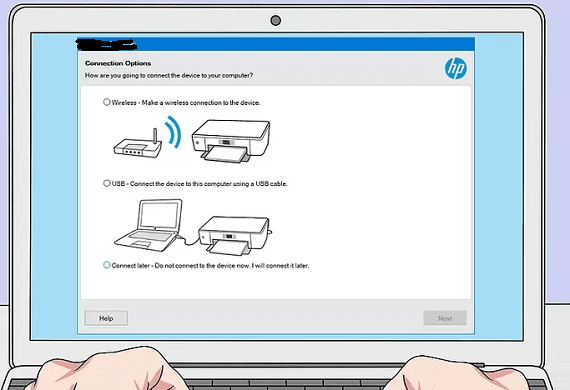 Connection Options
How are you going to connect the device to your computer?
hp
Wireless - Make a wireless connection to the device.
USB - Connect the device to this computer using a USB cable.
Connect later - Do not connect to the device now. I will connect it later.
Help
Next